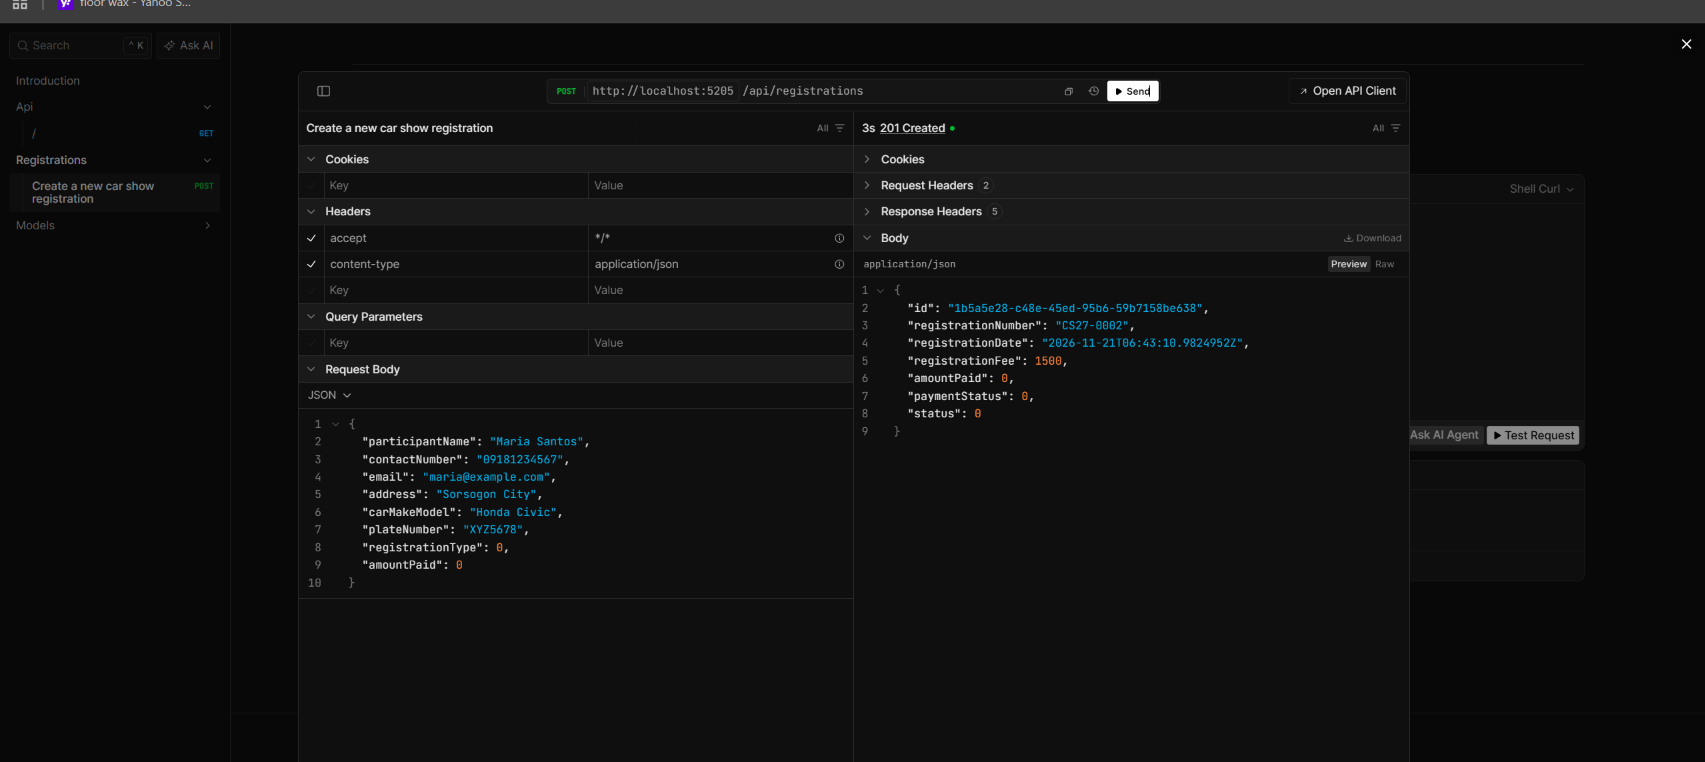 floor wax - Yahoo S...
Search
^ K
Ask AI
Introduction
Api
/
GET
Registrations
Create a new car show
registration
POST
Models
POST http://localhost:5205 /api/registrations
Send
Open API Client
Create a new car show registration
All
Cookies
Key Value
Headers
accept */*
content-type application/json
Key Value
Query Parameters
Key Value
Request Body
JSON
1 {
2 "participantName": "Maria Santos",
3 "contactNumber": "09181234567",
4 "email": "maria@example.com",
5 "address": "Sorsogon City",
6 "carMakeModel": "Honda Civic",
7 "plateNumber": "XYZ5678",
8 "registrationType": 0,
9 "amountPaid": 0
10 }
3s 201 Created
All
Cookies
Request Headers 2
Response Headers 5
Body
Download
application/json
Preview Raw
1 {
2 "id": "1b5a5e28-c48e-45ed-95b6-59b7158be638",
3 "registrationNumber": "CS27-0002",
4 "registrationDate": "2026-11-21T06:43:10.9824952Z",
5 "registrationFee": 1500,
6 "amountPaid": 0,
7 "paymentStatus": 0,
8 "status": 0
9 }
Shell Curl
Ask AI Agent
Test Request